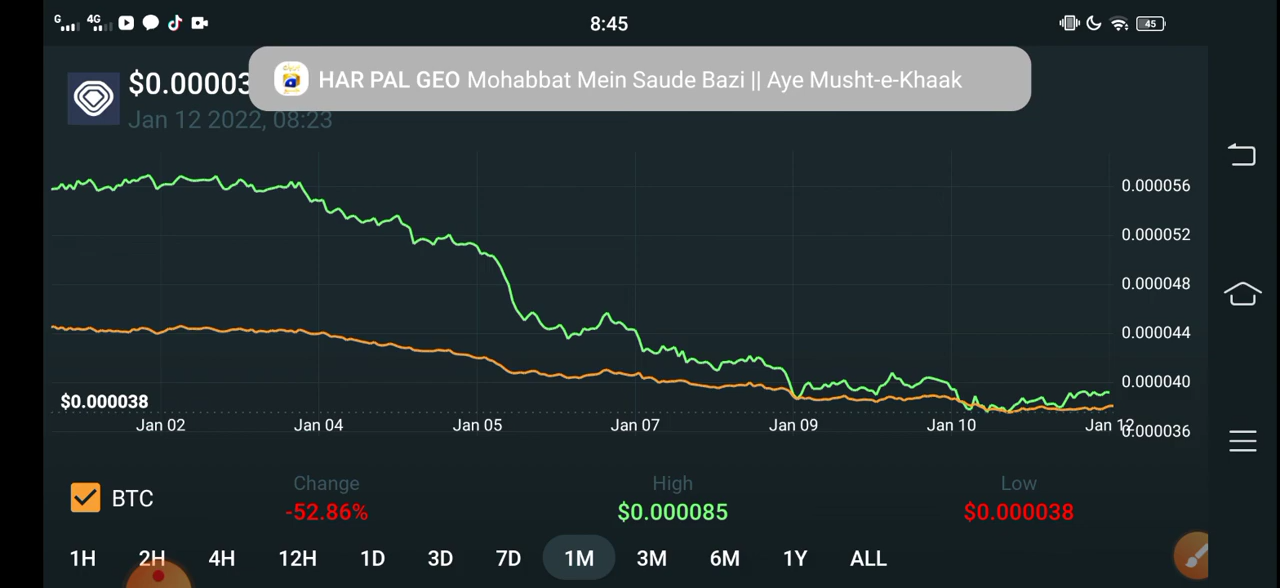 G 4G 8:45 45
$0.00003
HAR PAL GEO Mohabbat Mein Saude Bazi || Aye Musht-e-Khaak
Jan 12 2022, 08:23
0.000056
0.000052
0.000048
0.000044
0.000040
$0.000038
0.000036
Jan 02 Jan 04 Jan 05 Jan 07 Jan 09 Jan 10 Jan 12
BTC
Change High Low
-52.86% $0.000085 $0.000038
1H 2H 4H 12H 1D 3D 7D 1M 3M 6M 1Y ALL